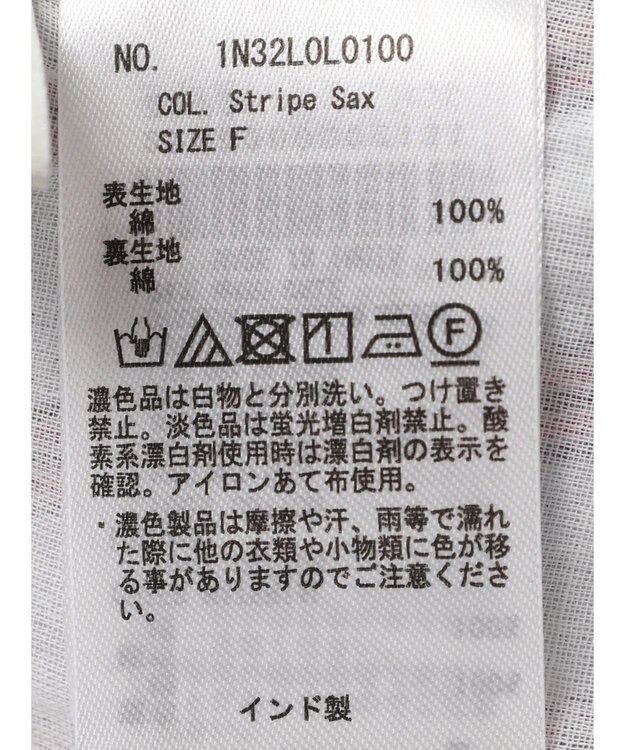 NO. 1N32L0L0100
COL. Stripe Sax
SIZE F
表生地
綿 100%
裏生地
綿 100%
F
濃色品は白物と分別洗い。つけ置き
禁止。淡色品は蛍光増白剤禁止。酸
素系漂白剤使用時は漂白剤の表示を
確認。アイロンあて布使用。
・濃色製品は摩擦や汗、雨等で濡れ
た際に他の衣類や小物類に色が移
る事がありますのでご注意くださ
い。
インド製